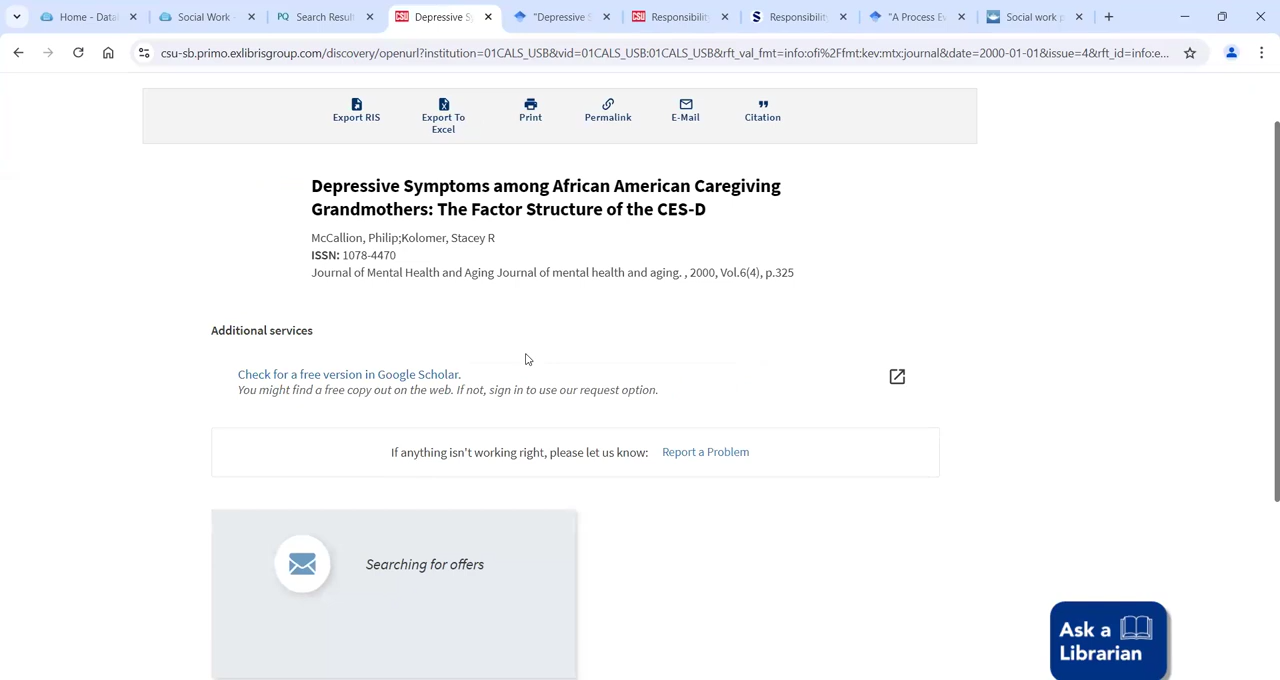 Home - Datab
Social Work -
PQ Search Result
CSU Depressive S
"Depressive S
CSU Responsibility
S Responsibility
"A Process Ev
Social work p
csu-sb.primo.exlibrisgroup.com/discovery/openurl?institution=01CALS_USB&vid=01CALS_USB:01CALS_USB&rft_val_fmt=info:ofi%2Ffmt:kev:mtx:journal&date=2000-01-01&issue=4&rft_id=info:e...
Export RIS
Export To
Excel
Print
Permalink
E-Mail
Citation
Depressive Symptoms among African American Caregiving
Grandmothers: The Factor Structure of the CES-D
McCallion, Philip;Kolomer, Stacey R
ISSN: 1078-4470
Journal of Mental Health and Aging Journal of mental health and aging. , 2000, Vol.6(4), p.325
Additional services
Check for a free version in Google Scholar.
You might find a free copy out on the web. If not, sign in to use our request option.
If anything isn't working right, please let us know: Report a Problem
Searching for offers
Ask a
Librarian